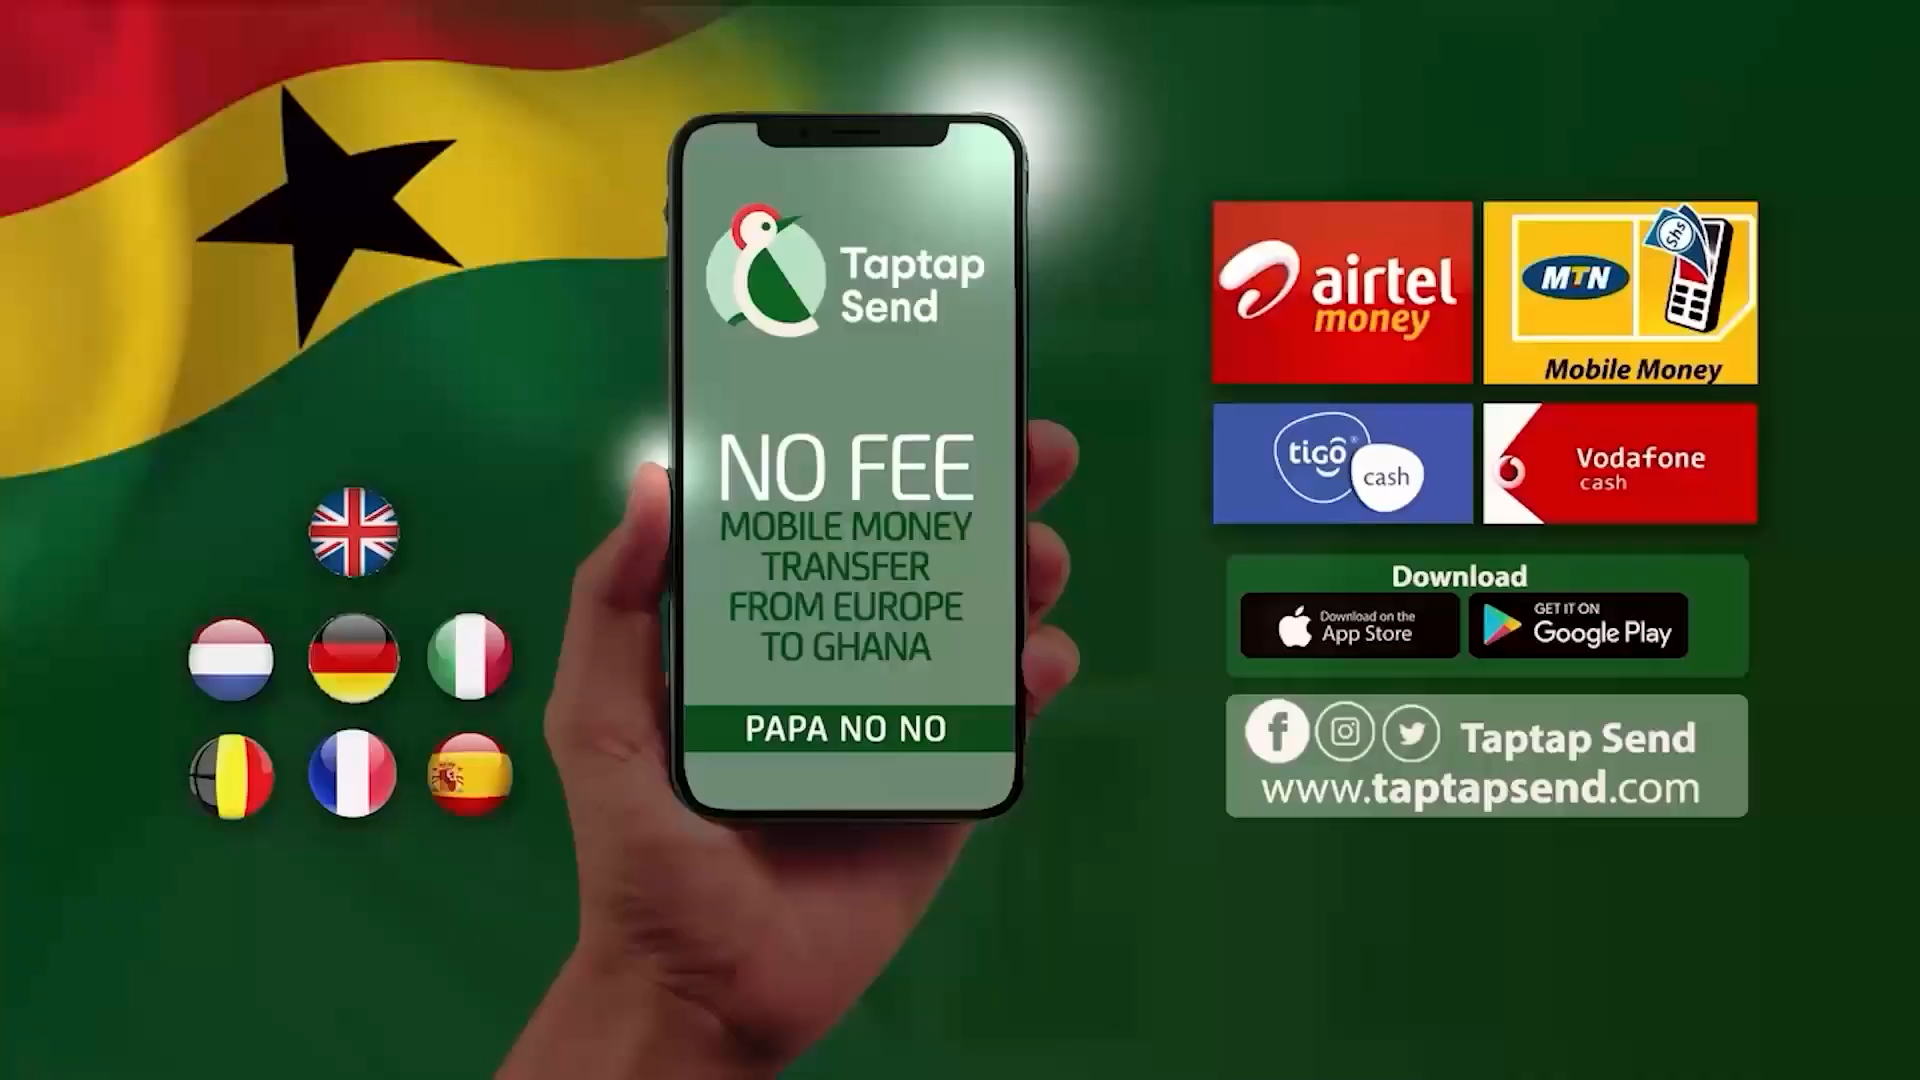 Taptap
Send
NO FEE
MOBILE MONEY
TRANSFER
FROM EUROPE
TO GHANA
PAPA NO NO
airtel
money
MTN
Shs
Mobile Money
tigo
cash
Vodafone
cash
Download
Download on the
App Store
GET IT ON
Google Play
Taptap Send
www.taptapsend.com